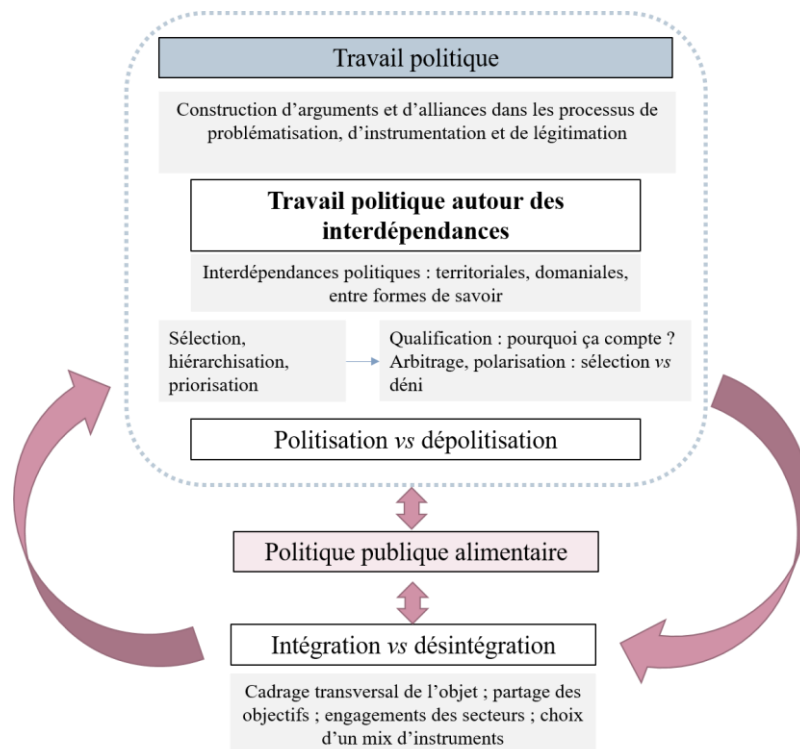 Travail politique
Construction d'arguments et d'alliances dans les processus de
problématisation, d'instrumentation et de légitimation
Travail politique autour des
interdépendances
Interdépendances politiques : territoriales, domaniales,
entre formes de savoir
Sélection,
hiérarchisation,
priorisation
Qualification : pourquoi ça compte ?
Arbitrage, polarisation : sélection vs
déni
Politisation vs dépolitisation
Politique publique alimentaire
Intégration vs désintégration
Cadrage transversal de l'objet ; partage des
objectifs ; engagements des secteurs ; choix
d'un mix d'instruments